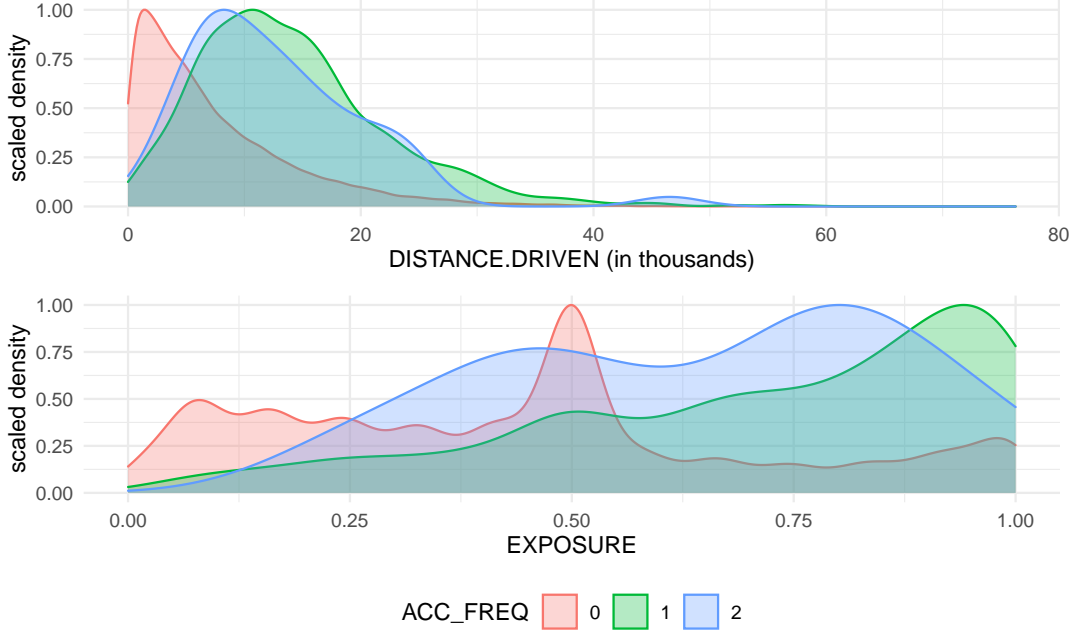 scaled density
1.00
0.75
0.50
0.25
0.00
0 20 40 60 80
DISTANCE.DRIVEN (in thousands)
scaled density
1.00
0.75
0.50
0.25
0.00
0.00 0.25 0.50 0.75 1.00
EXPOSURE
ACC_FREQ 0 1 2